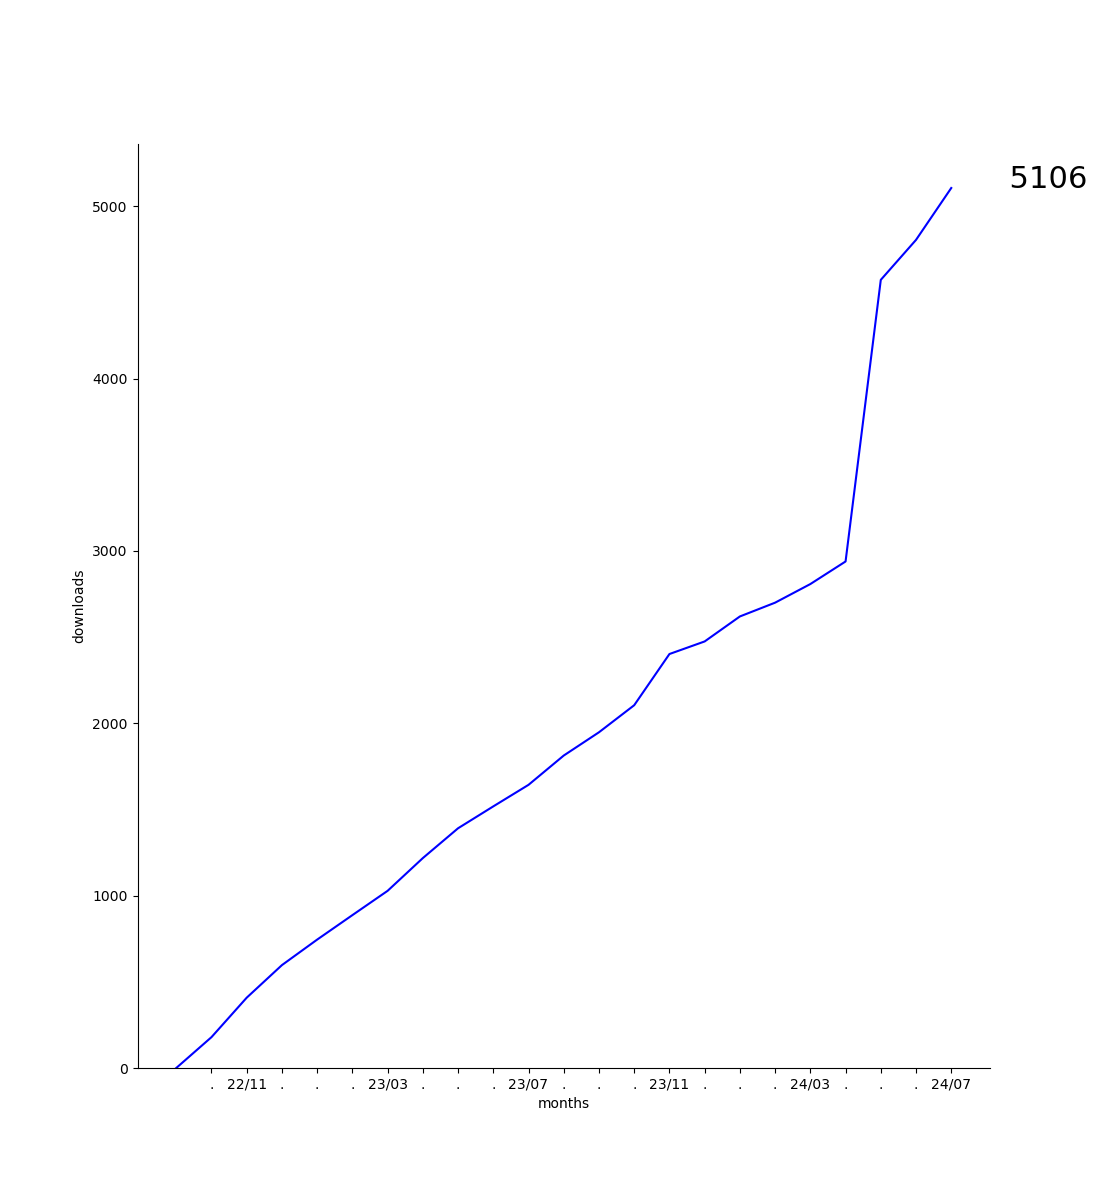 5106
5000
4000
3000
downloads
2000
1000
0
. 22/11 . . . 23/03 . . . 23/07 . . . 23/11 . . . 24/03 . . . 24/07
months